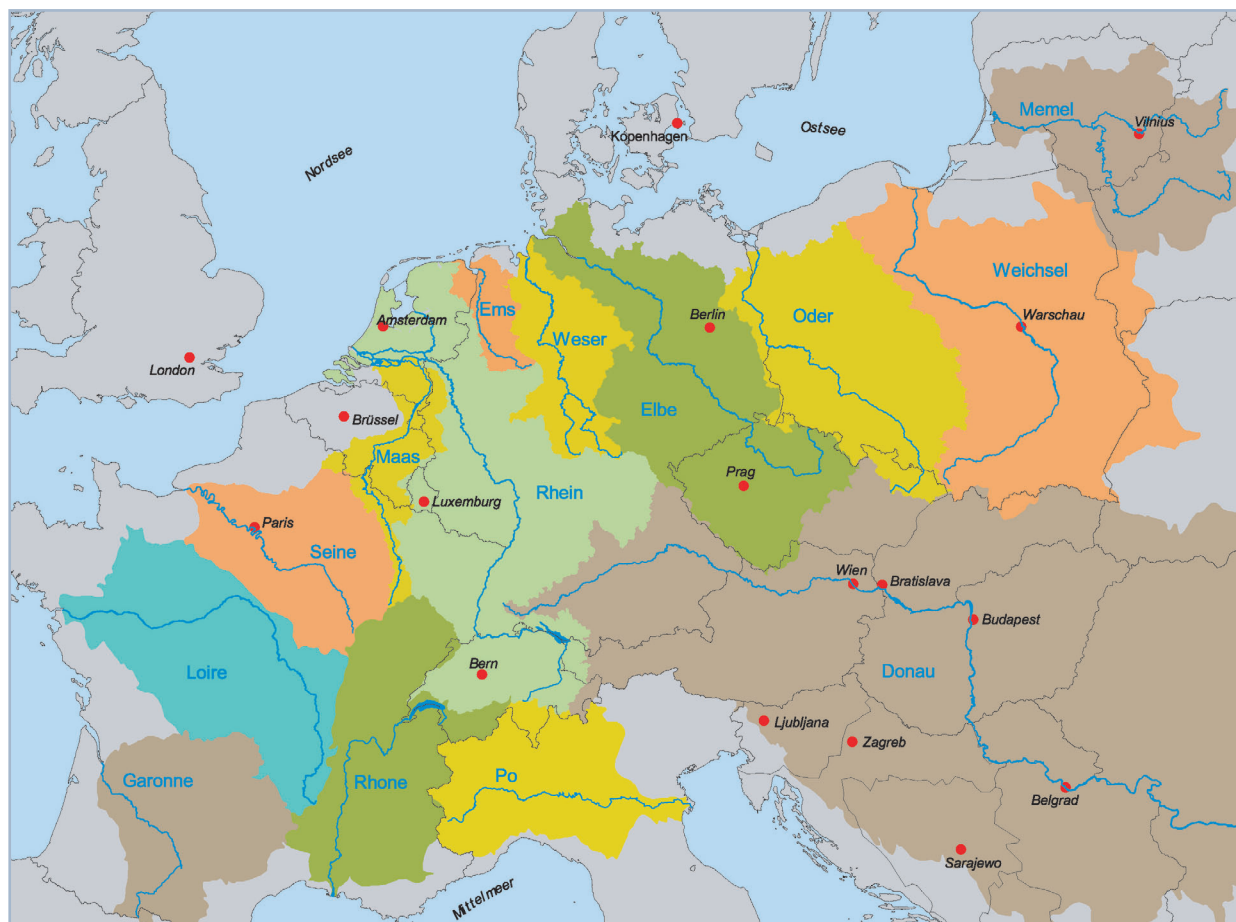 Memel
Vilnius
Ostsee
Kopenhagen
Nordsee
Weichsel
Ems
Amsterdam
Berlin
Oder
Warschau
Weser
London
Elbe
Brüssel
Maas
Prag
Rhein
Luxemburg
Paris
Seine
Wien
Bratislava
Budapest
Bern
Loire
Donau
Ljubljana
Zagreb
Garonne
Rhone
Po
Belgrad
Sarajewo
Mittelmeer